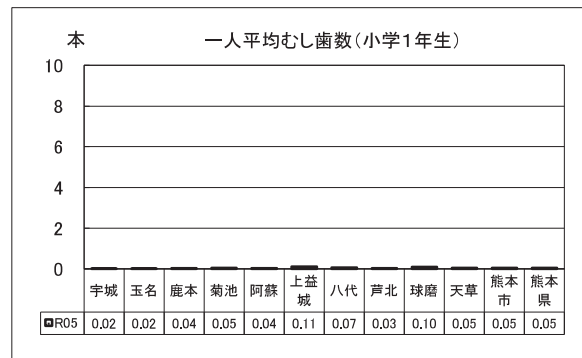 本
一人平均むし歯数(小学1年生)
10
8
6
4
2
0
宇城 玉名 鹿本 菊池 阿蘇 上益城 八代 芦北 球磨 天草 熊本市 熊本県
R05 0.02 0.02 0.04 0.05 0.04 0.11 0.07 0.03 0.10 0.05 0.05 0.05